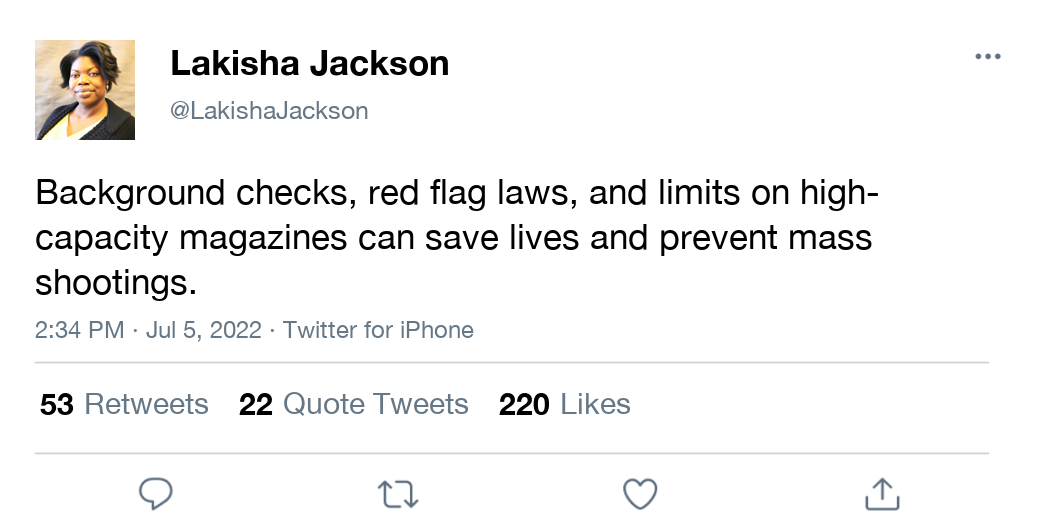 Lakisha Jackson
@LakishaJackson
Background checks, red flag laws, and limits on high-
capacity magazines can save lives and prevent mass
shootings.
2:34 PM · Jul 5, 2022 · Twitter for iPhone
53 Retweets 22 Quote Tweets 220 Likes